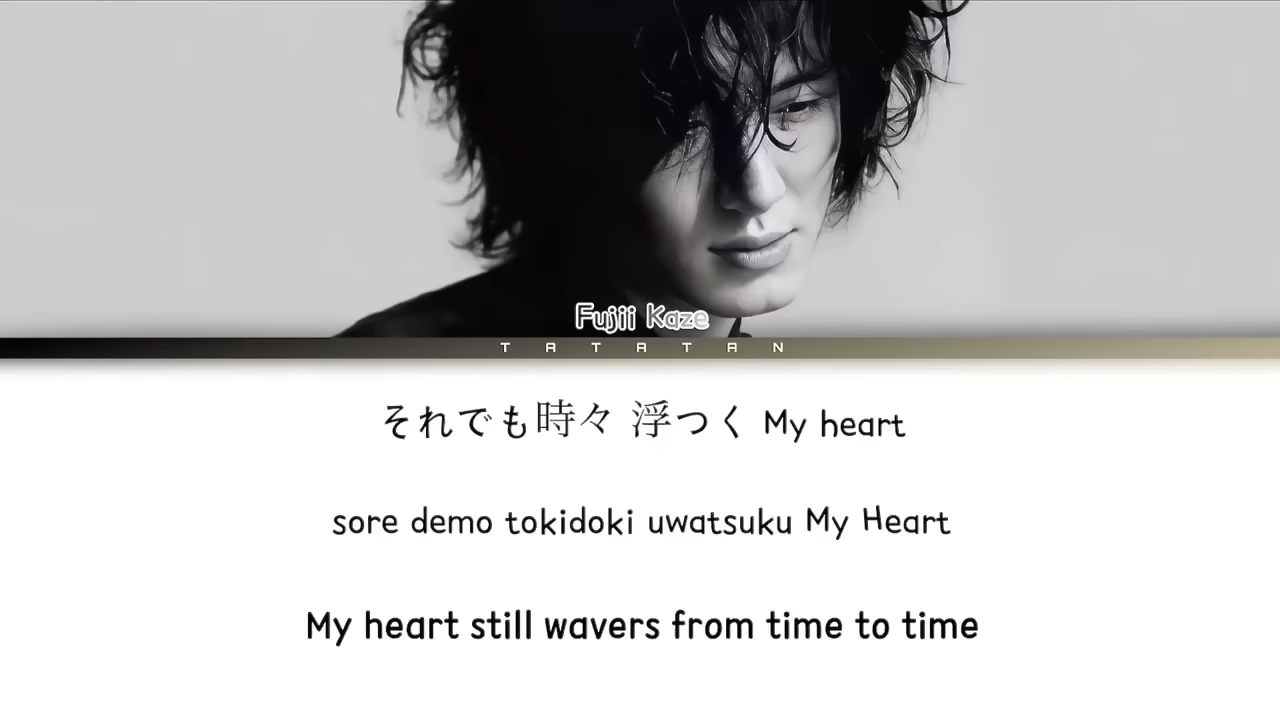 Fujii Kaze
TATATAN
それでも時々 浮つく My heart
sore demo tokidoki uwatsuku My Heart
My heart still wavers from time to time